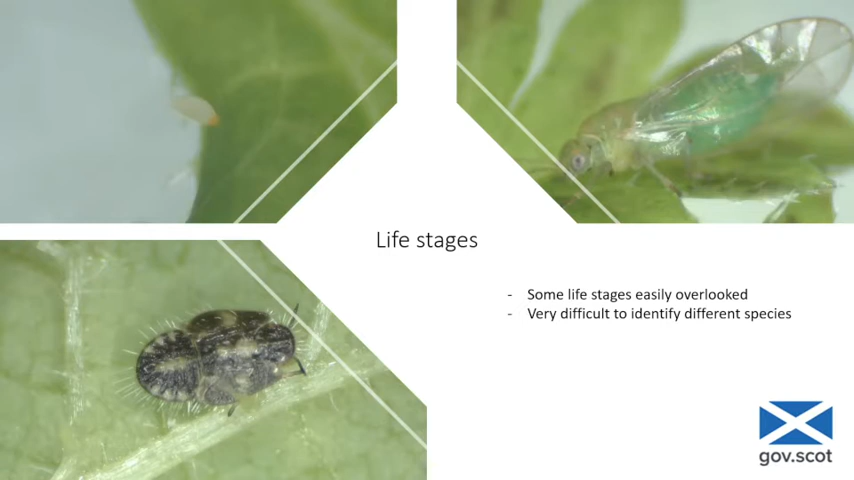 Life stages
- Some life stages easily overlooked
- Very difficult to identify different species
gov.scot